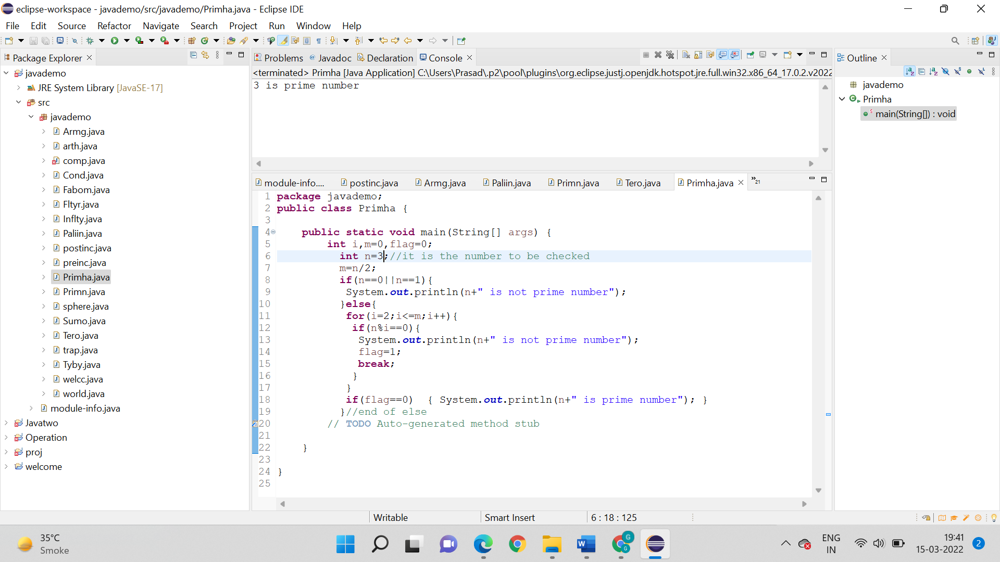 eclipse-workspace - javademo/src/javademo/Primha.java - Eclipse IDE
File Edit Source Refactor Navigate Search Project Run Window Help
Package Explorer
javademo
JRE System Library [JavaSE-17]
src
javademo
Armg.java
arth.java
comp.java
Cond.java
Fabom.java
Fltyr.java
Inflty.java
Paliin.java
postinc.java
preinc.java
Primha.java
Primn.java
sphere.java
Sumo.java
Tero.java
trap.java
Tyby.java
welcc.java
world.java
module-info.java
Javatwo
Operation
proj
welcome
Problems @ Javadoc Declaration Console
<terminated> Primha [Java Application] C:\Users\Prasad\.p2\pool\plugins\org.eclipse.justj.openjdk.hotspot.jre.full.win32.x86_64_17.0.2.v2022
3 is prime number
module-info.... postinc.java Armg.java Paliin.java Primn.java Tero.java Primha.java »21
1 package javademo;
2 public class Primha {
3
4 public static void main(String[] args) {
5 int i,m=0,flag=0;
6 int n=3;//it is the number to be checked
7 m=n/2;
8 if(n==0||n==1){
9 System.out.println(n+" is not prime number");
10 }else{
11 for(i=2;i<=m;i++){
12 if(n%i==0){
13 System.out.println(n+" is not prime number");
14 flag=1;
15 break;
16 }
17 }
18 if(flag==0) { System.out.println(n+" is prime number"); }
19 }//end of else
20 // TODO Auto-generated method stub
21
22 }
23
24 }
25
Outline
javademo
Primha
main(String[]) : void
Writable Smart Insert 6 : 18 : 125
35°C
Smoke
ENG
IN
19:41
15-03-2022
2